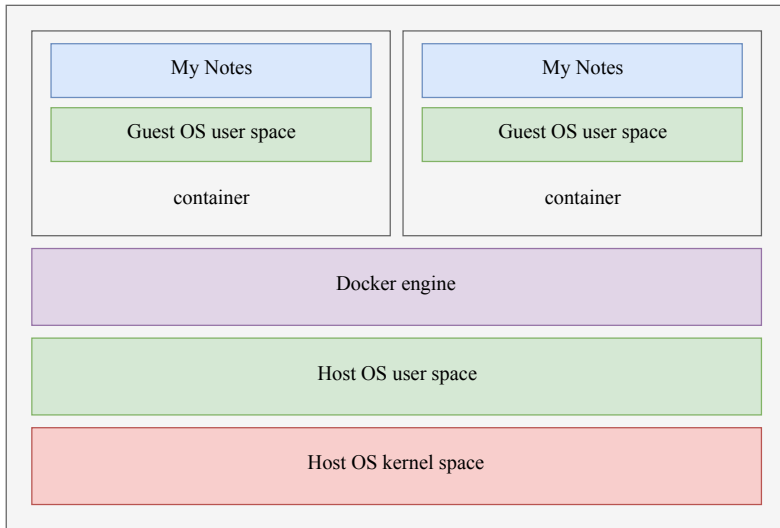 My Notes
Guest OS user space
container
My Notes
Guest OS user space
container
Docker engine
Host OS user space
Host OS kernel space